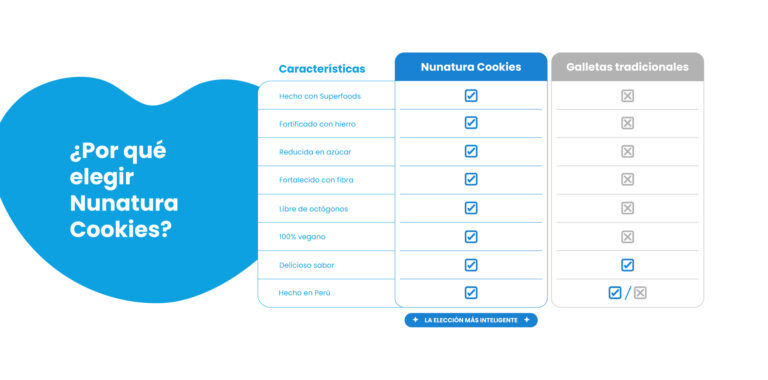 ¿Por qué
elegir
Nunatura
Cookies?
Características
Nunatura Cookies
Galletas tradicionales
Hecho con Superfoods
Fortificado con hierro
Reducida en azúcar
Fortalecido con fibra
Libre de octógonos
100% vegano
Delicioso sabor
Hecho en Perú
/
+ LA ELECCIÓN MÁS INTELIGENTE +